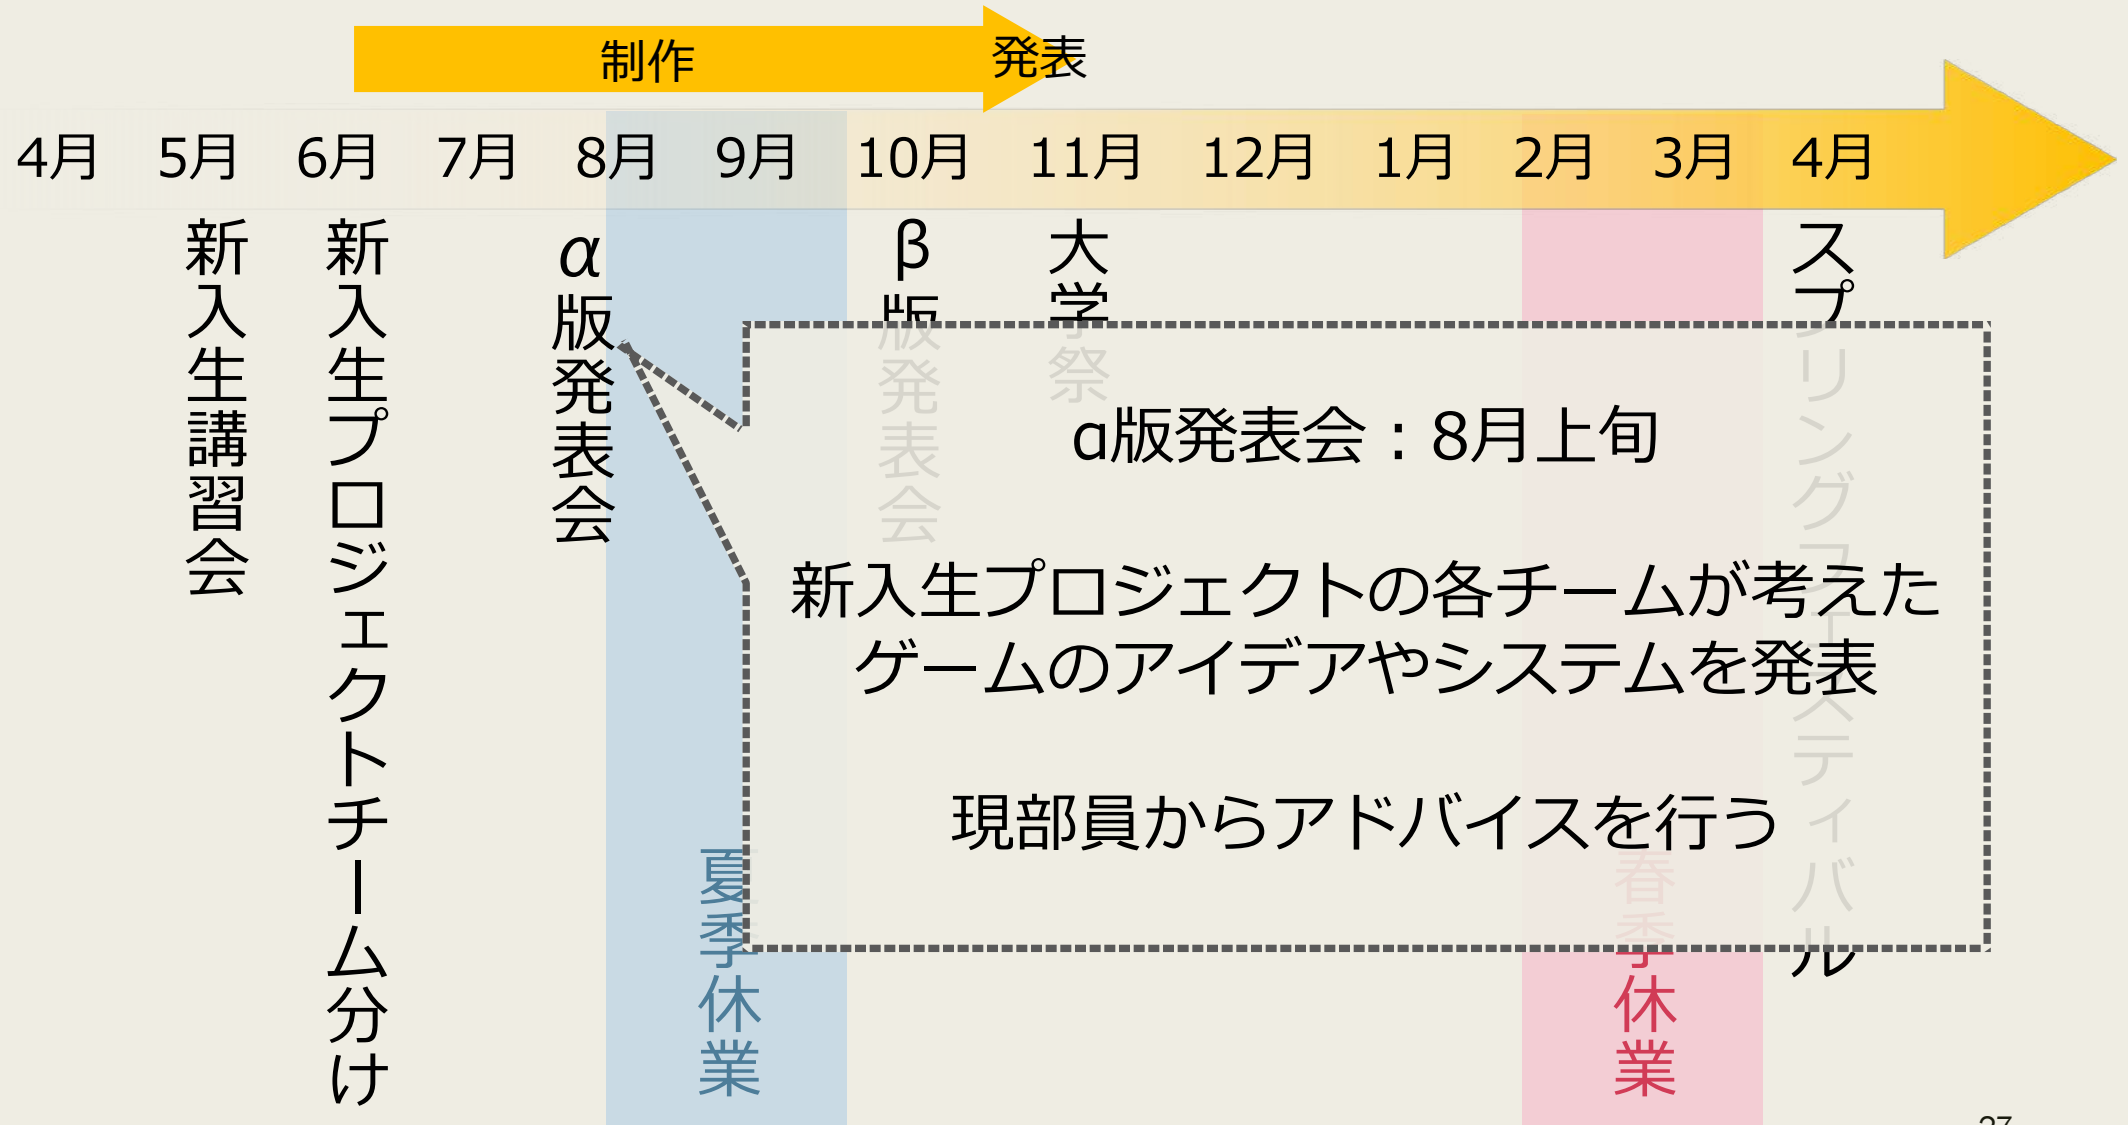 制作
発表
4月 5月 6月 7月 8月 9月 10月 11月 12月 1月 2月 3月 4月
新入生講習会
新入生プロジェクトチーム分け
α版発表会
β版発表会
大学祭
スプリングフェスティバル
α版発表会：8月上旬
新入生プロジェクトの各チームが考えた
ゲームのアイデアやシステムを発表
現部員からアドバイスを行う
夏季休業
春季休業
27